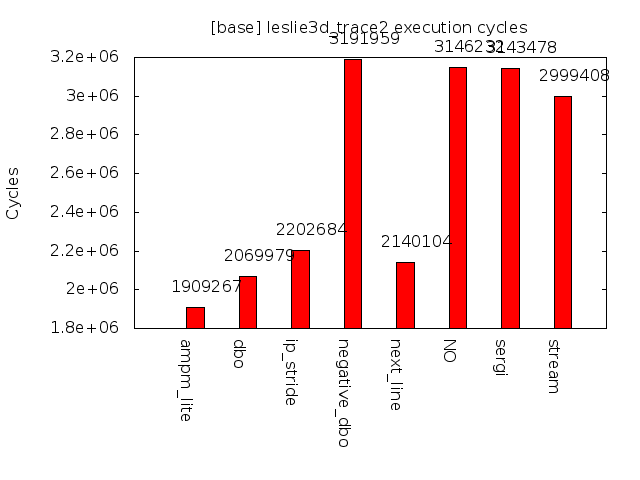 [base] leslie3d_trace2 execution cycles
3191959
3146232
3143478
3.2e+06
3e+06
2999408
2.8e+06
2.6e+06
Cycles
2.4e+06
2202684
2140104
2.2e+06
2069979
2e+06
1909267
1.8e+06
ampm_lite
dbo
ip_stride
negative_dbo
next_line
NO
sergi
stream